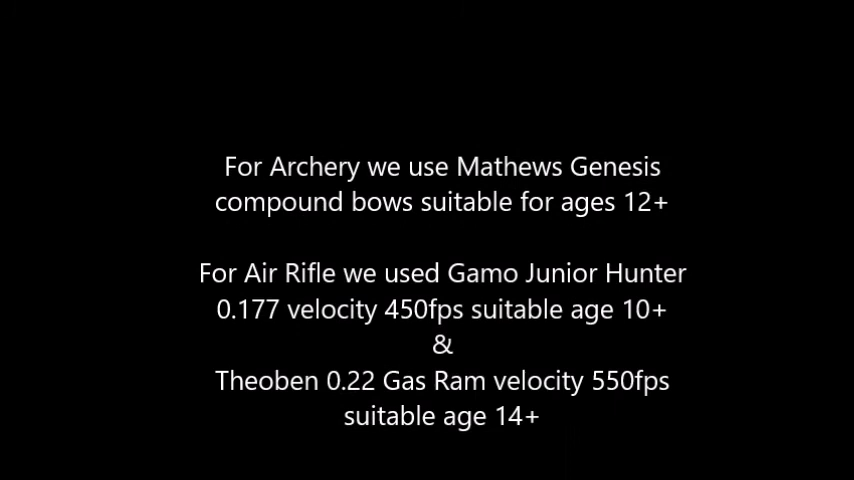 For Archery we use Mathews Genesis
compound bows suitable for ages 12+
For Air Rifle we used Gamo Junior Hunter
0.177 velocity 450fps suitable age 10+
&
Theoben 0.22 Gas Ram velocity 550fps
suitable age 14+